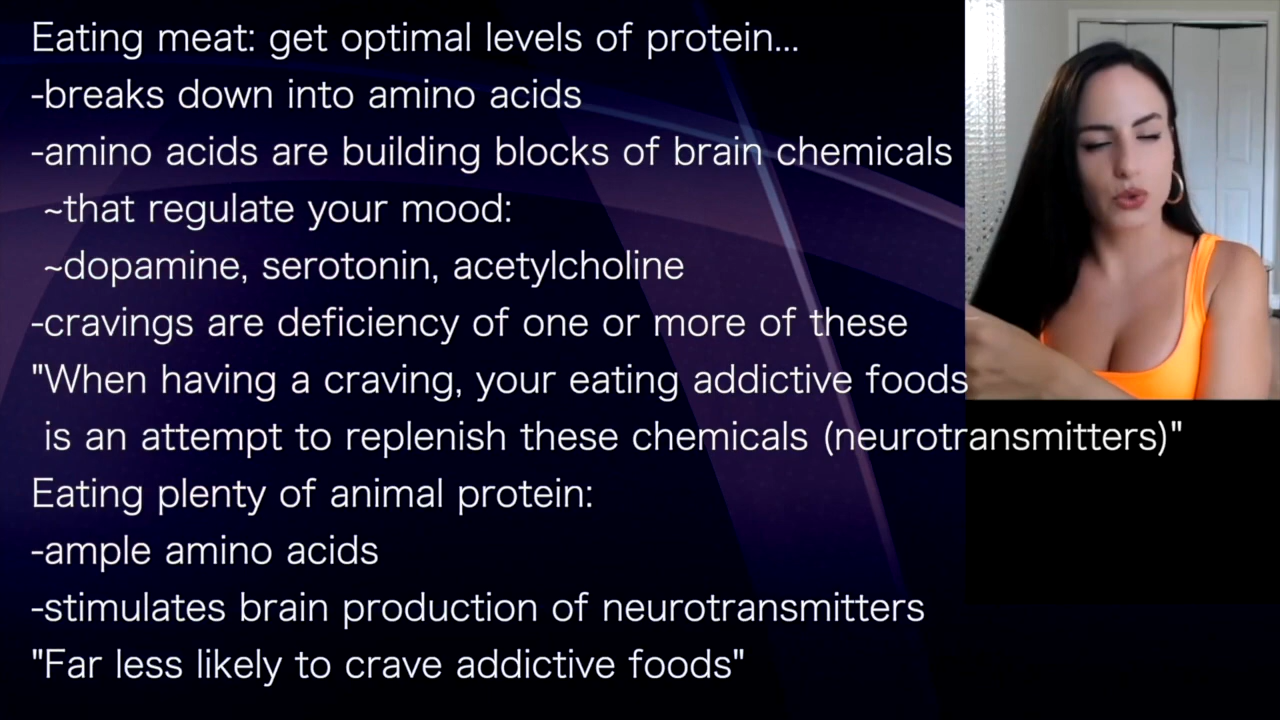 Eating meat: get optimal levels of protein...
-breaks down into amino acids
-amino acids are building blocks of brain chemicals
~that regulate your mood:
~dopamine, serotonin, acetylcholine
-cravings are deficiency of one or more of these
"When having a craving, your eating addictive foods
is an attempt to replenish these chemicals (neurotransmitters)"
Eating plenty of animal protein:
-ample amino acids
-stimulates brain production of neurotransmitters
"Far less likely to crave addictive foods"